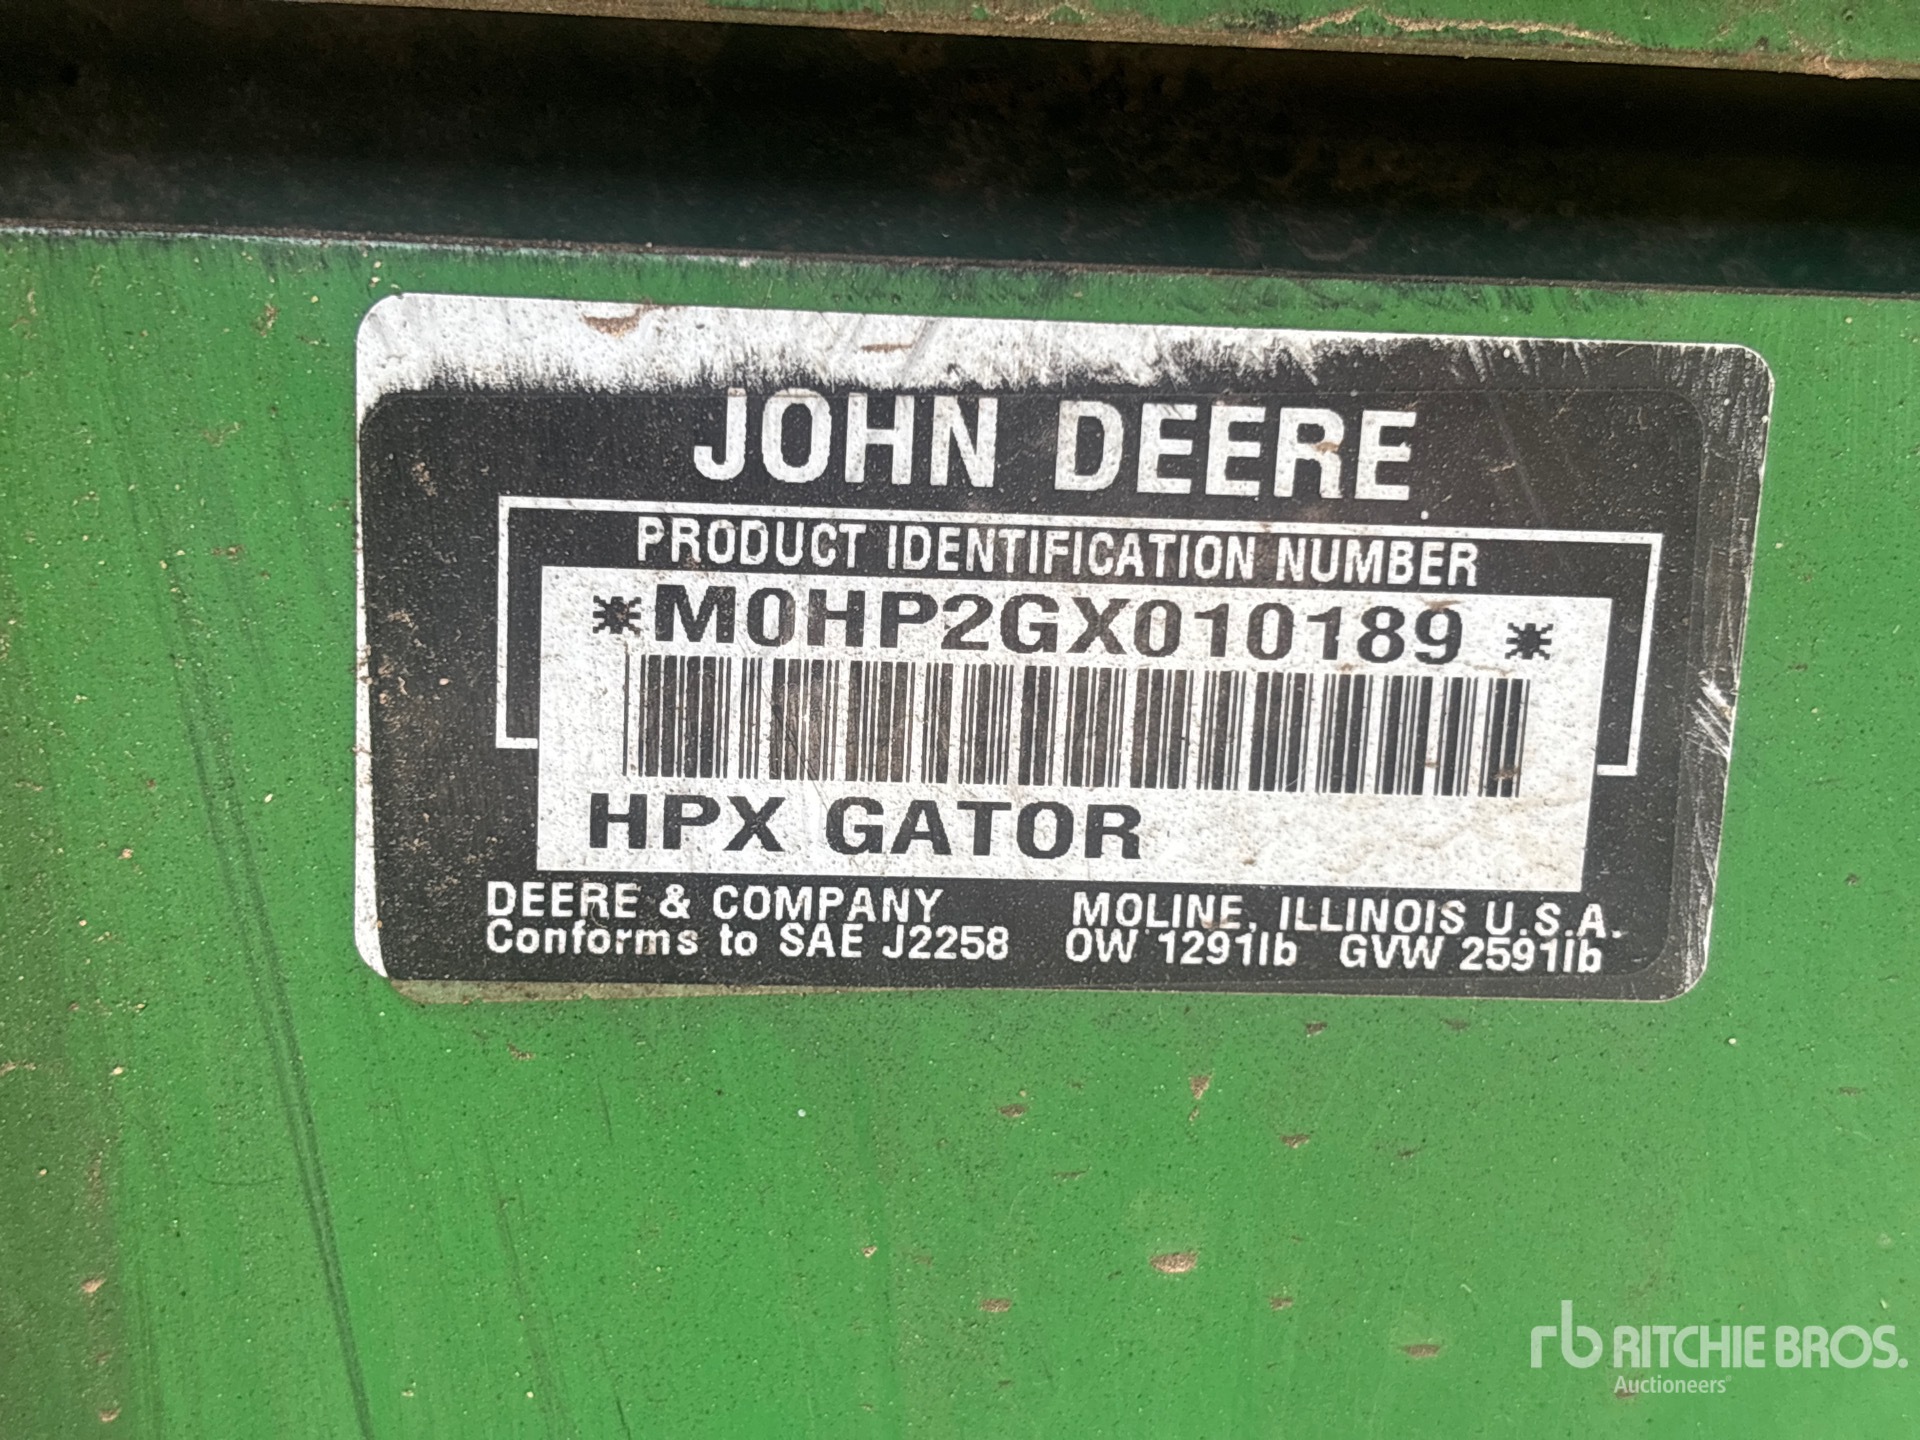 JOHN DEERE
PRODUCT IDENTIFICATION NUMBER
*M0HP2GX010189*
HPX GATOR
DEERE & COMPANY MOLINE, ILLINOIS U.S.A.
Conforms to SAE J2258 OW 1291lb GVW 2591lb
rb RITCHIE BROS.
Auctioneers